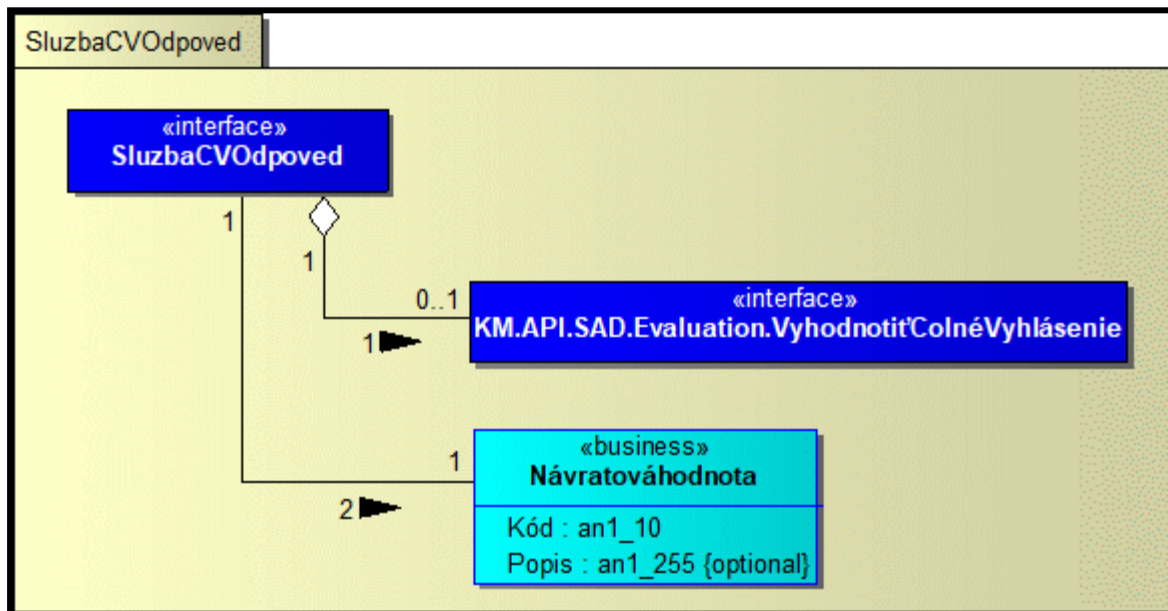 SluzbaCVOdpoved
«interface»
SluzbaCVOdpoved
1
1
0..1
«interface»
KM.API.SAD.Evaluation.VyhodnotiťColnéVyhlásenie
1
1
«business»
Návratováhodnota
2
Kód : an1_10
Popis : an1_255 {optional}